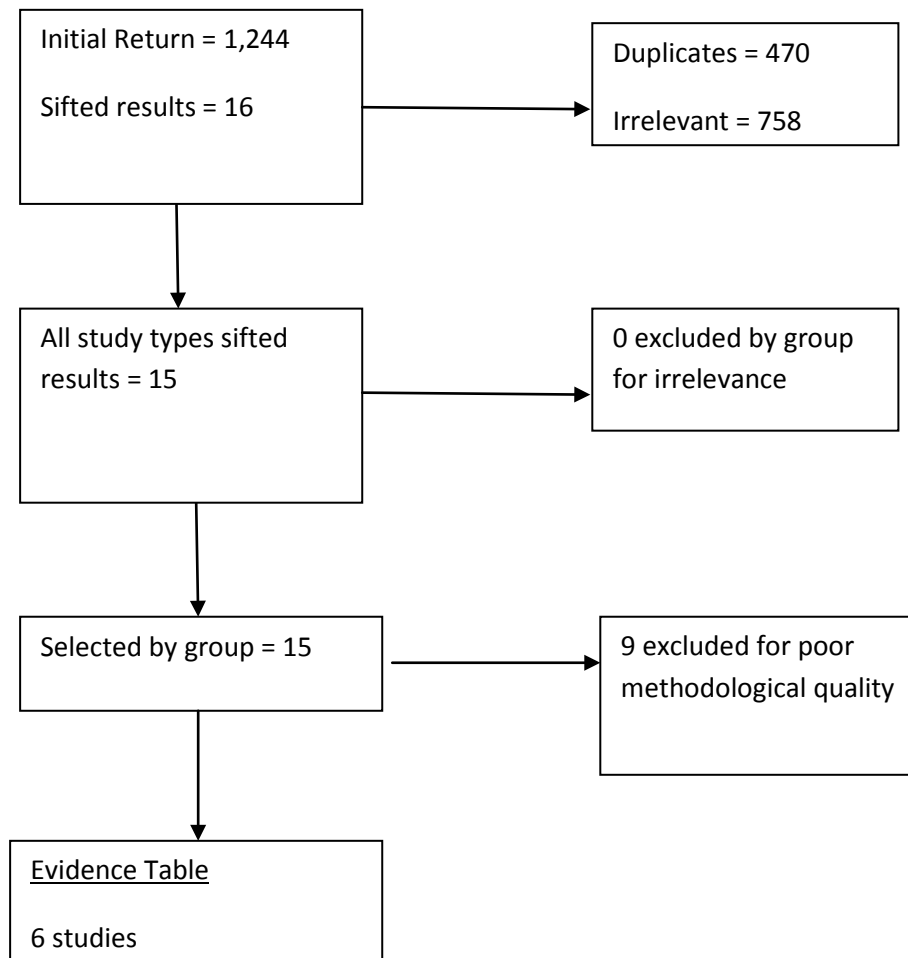 Initial Return = 1,244
Sifted results = 16
Duplicates = 470
Irrelevant = 758
All study types sifted
results = 15
0 excluded by group
for irrelevance
Selected by group = 15
9 excluded for poor
methodological quality
Evidence Table
6 studies